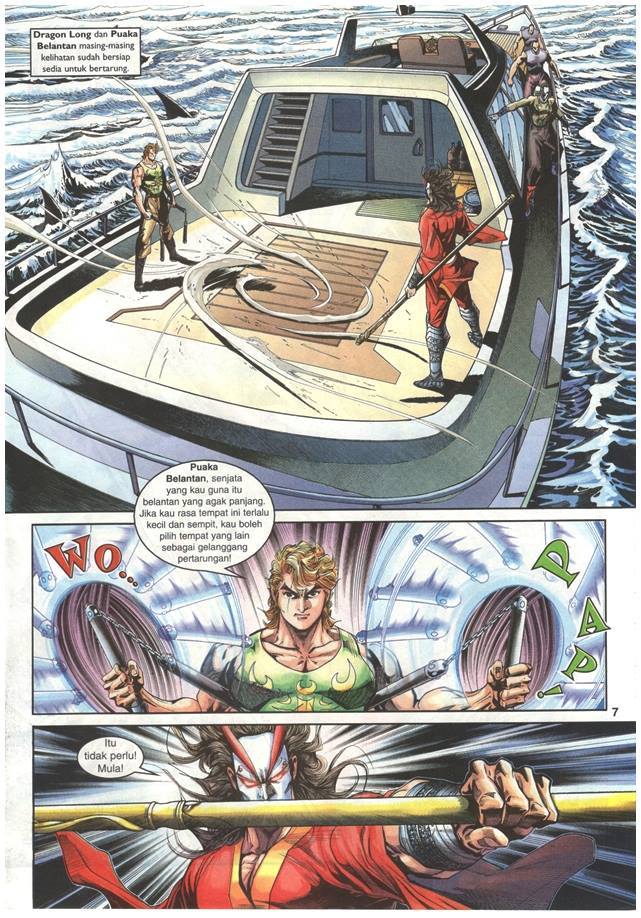 Dragon Long dan Puaka
Belantan masing-masing
kelihatan sudah bersiap
sedia untuk bertarung.
Puaka
Belantan, senjata
yang kau guna itu
belantan yang agak panjang.
Jika kau rasa tempat ini terlalu
kecil dan sempit, kau boleh
pilih tempat yang lain
sebagai gelanggang
pertarungan!
WO...
PAP!
7
Itu
tidak perlu!
Mula!